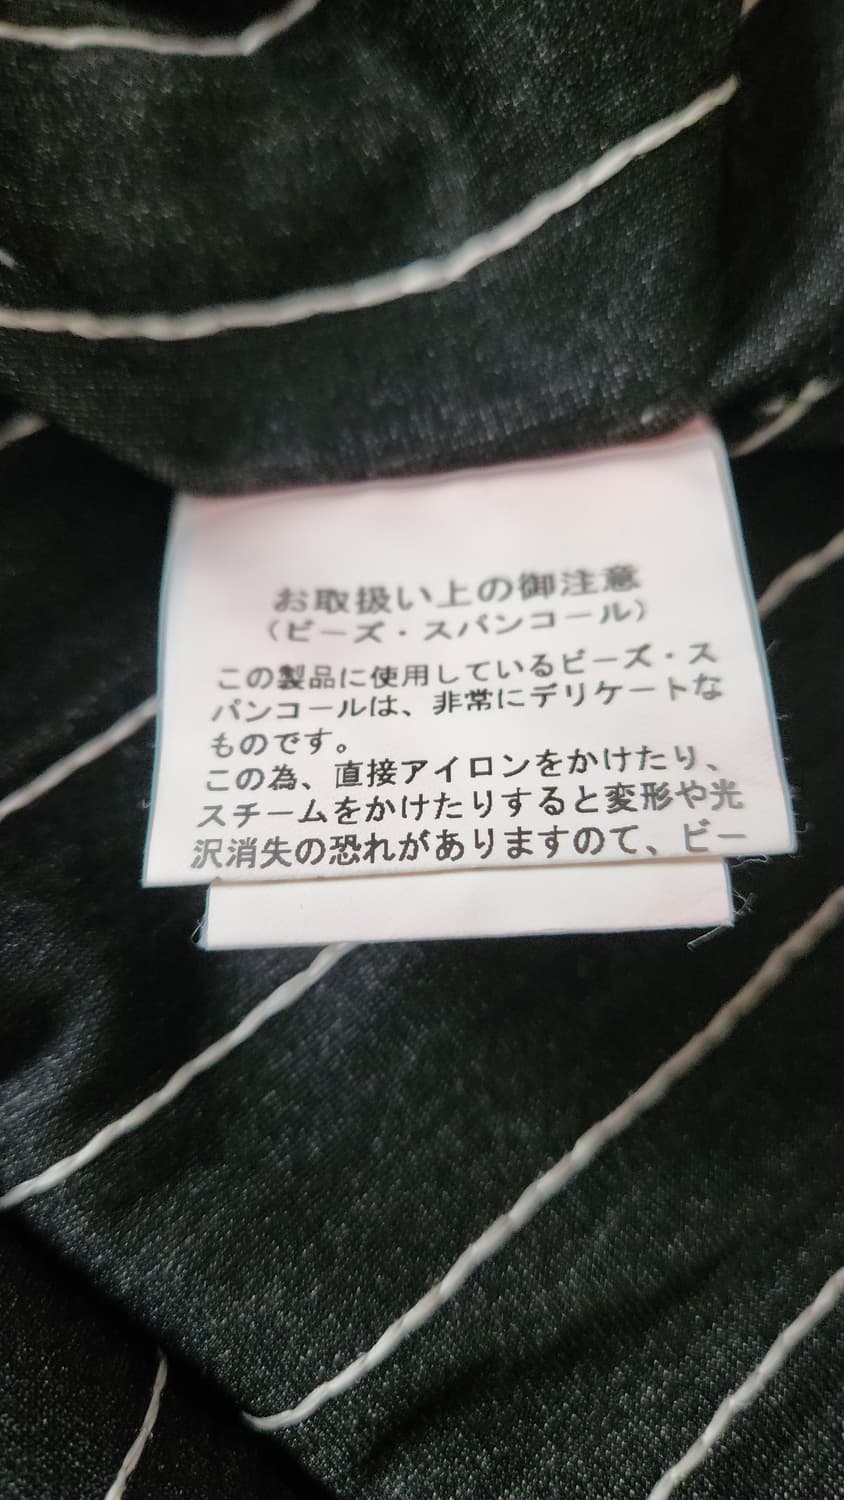 お取扱い上の御注意
（ビーズ・スパンコール）
この製品に使用しているビーズ・ス
パンコールは、非常にデリケートな
ものです。
この為、直接アイロンをかけたり、
スチームをかけたりすると変形や光
沢消失の恐れがありますので、ビー